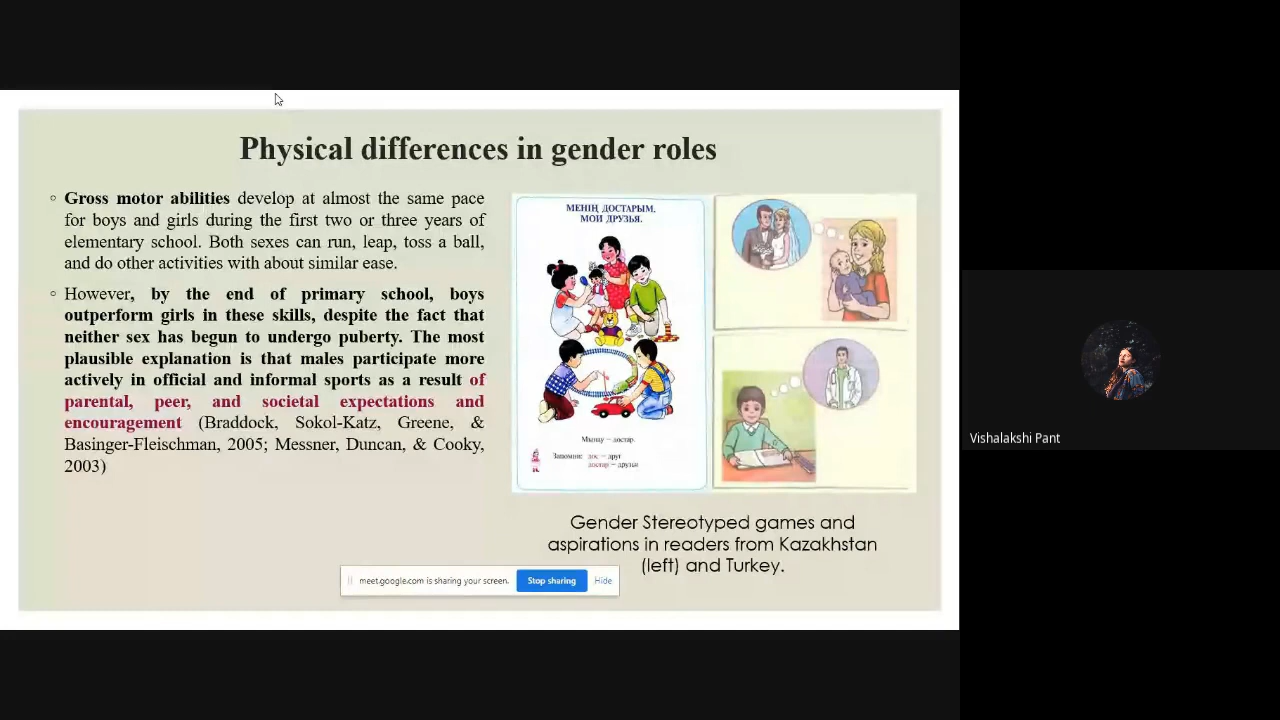 Physical differences in gender roles
Gross motor abilities develop at almost the same pace
for boys and girls during the first two or three years of
elementary school. Both sexes can run, leap, toss a ball,
and do other activities with about similar ease.
However, by the end of primary school, boys
outperform girls in these skills, despite the fact that
neither sex has begun to undergo puberty. The most
plausible explanation is that males participate more
actively in official and informal sports as a result of
parental, peer, and societal expectations and
encouragement (Braddock, Sokol-Katz, Greene, &
Basinger-Fleischman, 2005; Messner, Duncan, & Cooky,
2003)
МЕНІҢ ДОСТАРЫМ.
МОИ ДРУЗЬЯ.
достар.
Запомни: дос – друг
достар – друзья
Gender Stereotyped games and
aspirations in readers from Kazakhstan
(left) and Turkey.
meet.google.com is sharing your screen.
Stop sharing
Hide
Vishalakshi Pant